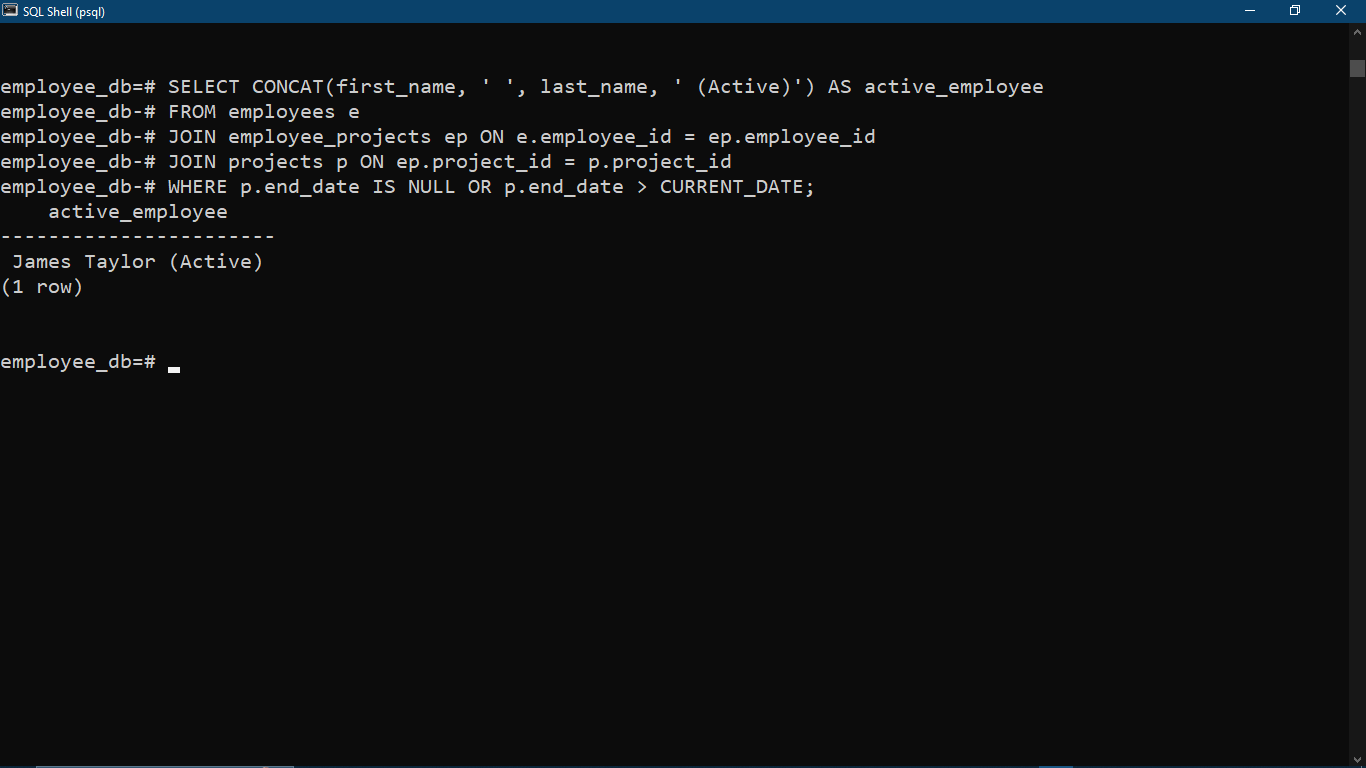 SQL Shell (psql)
employee_db=# SELECT CONCAT(first_name, ' ', last_name, ' (Active)') AS active_employee
employee_db-# FROM employees e
employee_db-# JOIN employee_projects ep ON e.employee_id = ep.employee_id
employee_db-# JOIN projects p ON ep.project_id = p.project_id
employee_db-# WHERE p.end_date IS NULL OR p.end_date > CURRENT_DATE;
    active_employee
-----------------------
 James Taylor (Active)
(1 row)
employee_db=#